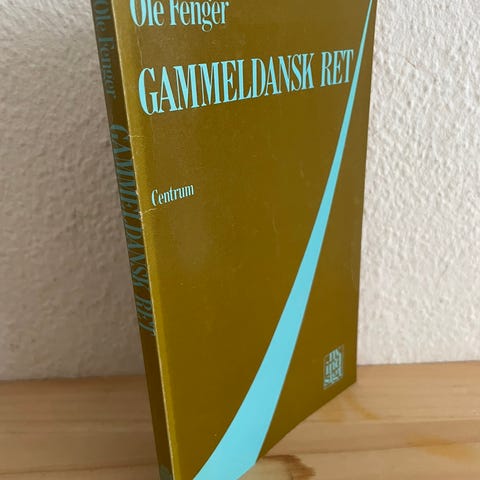 Ole Fenger
GAMMELDANSK RET
Centrum
Ole Fenger GAMMELDANSK RET